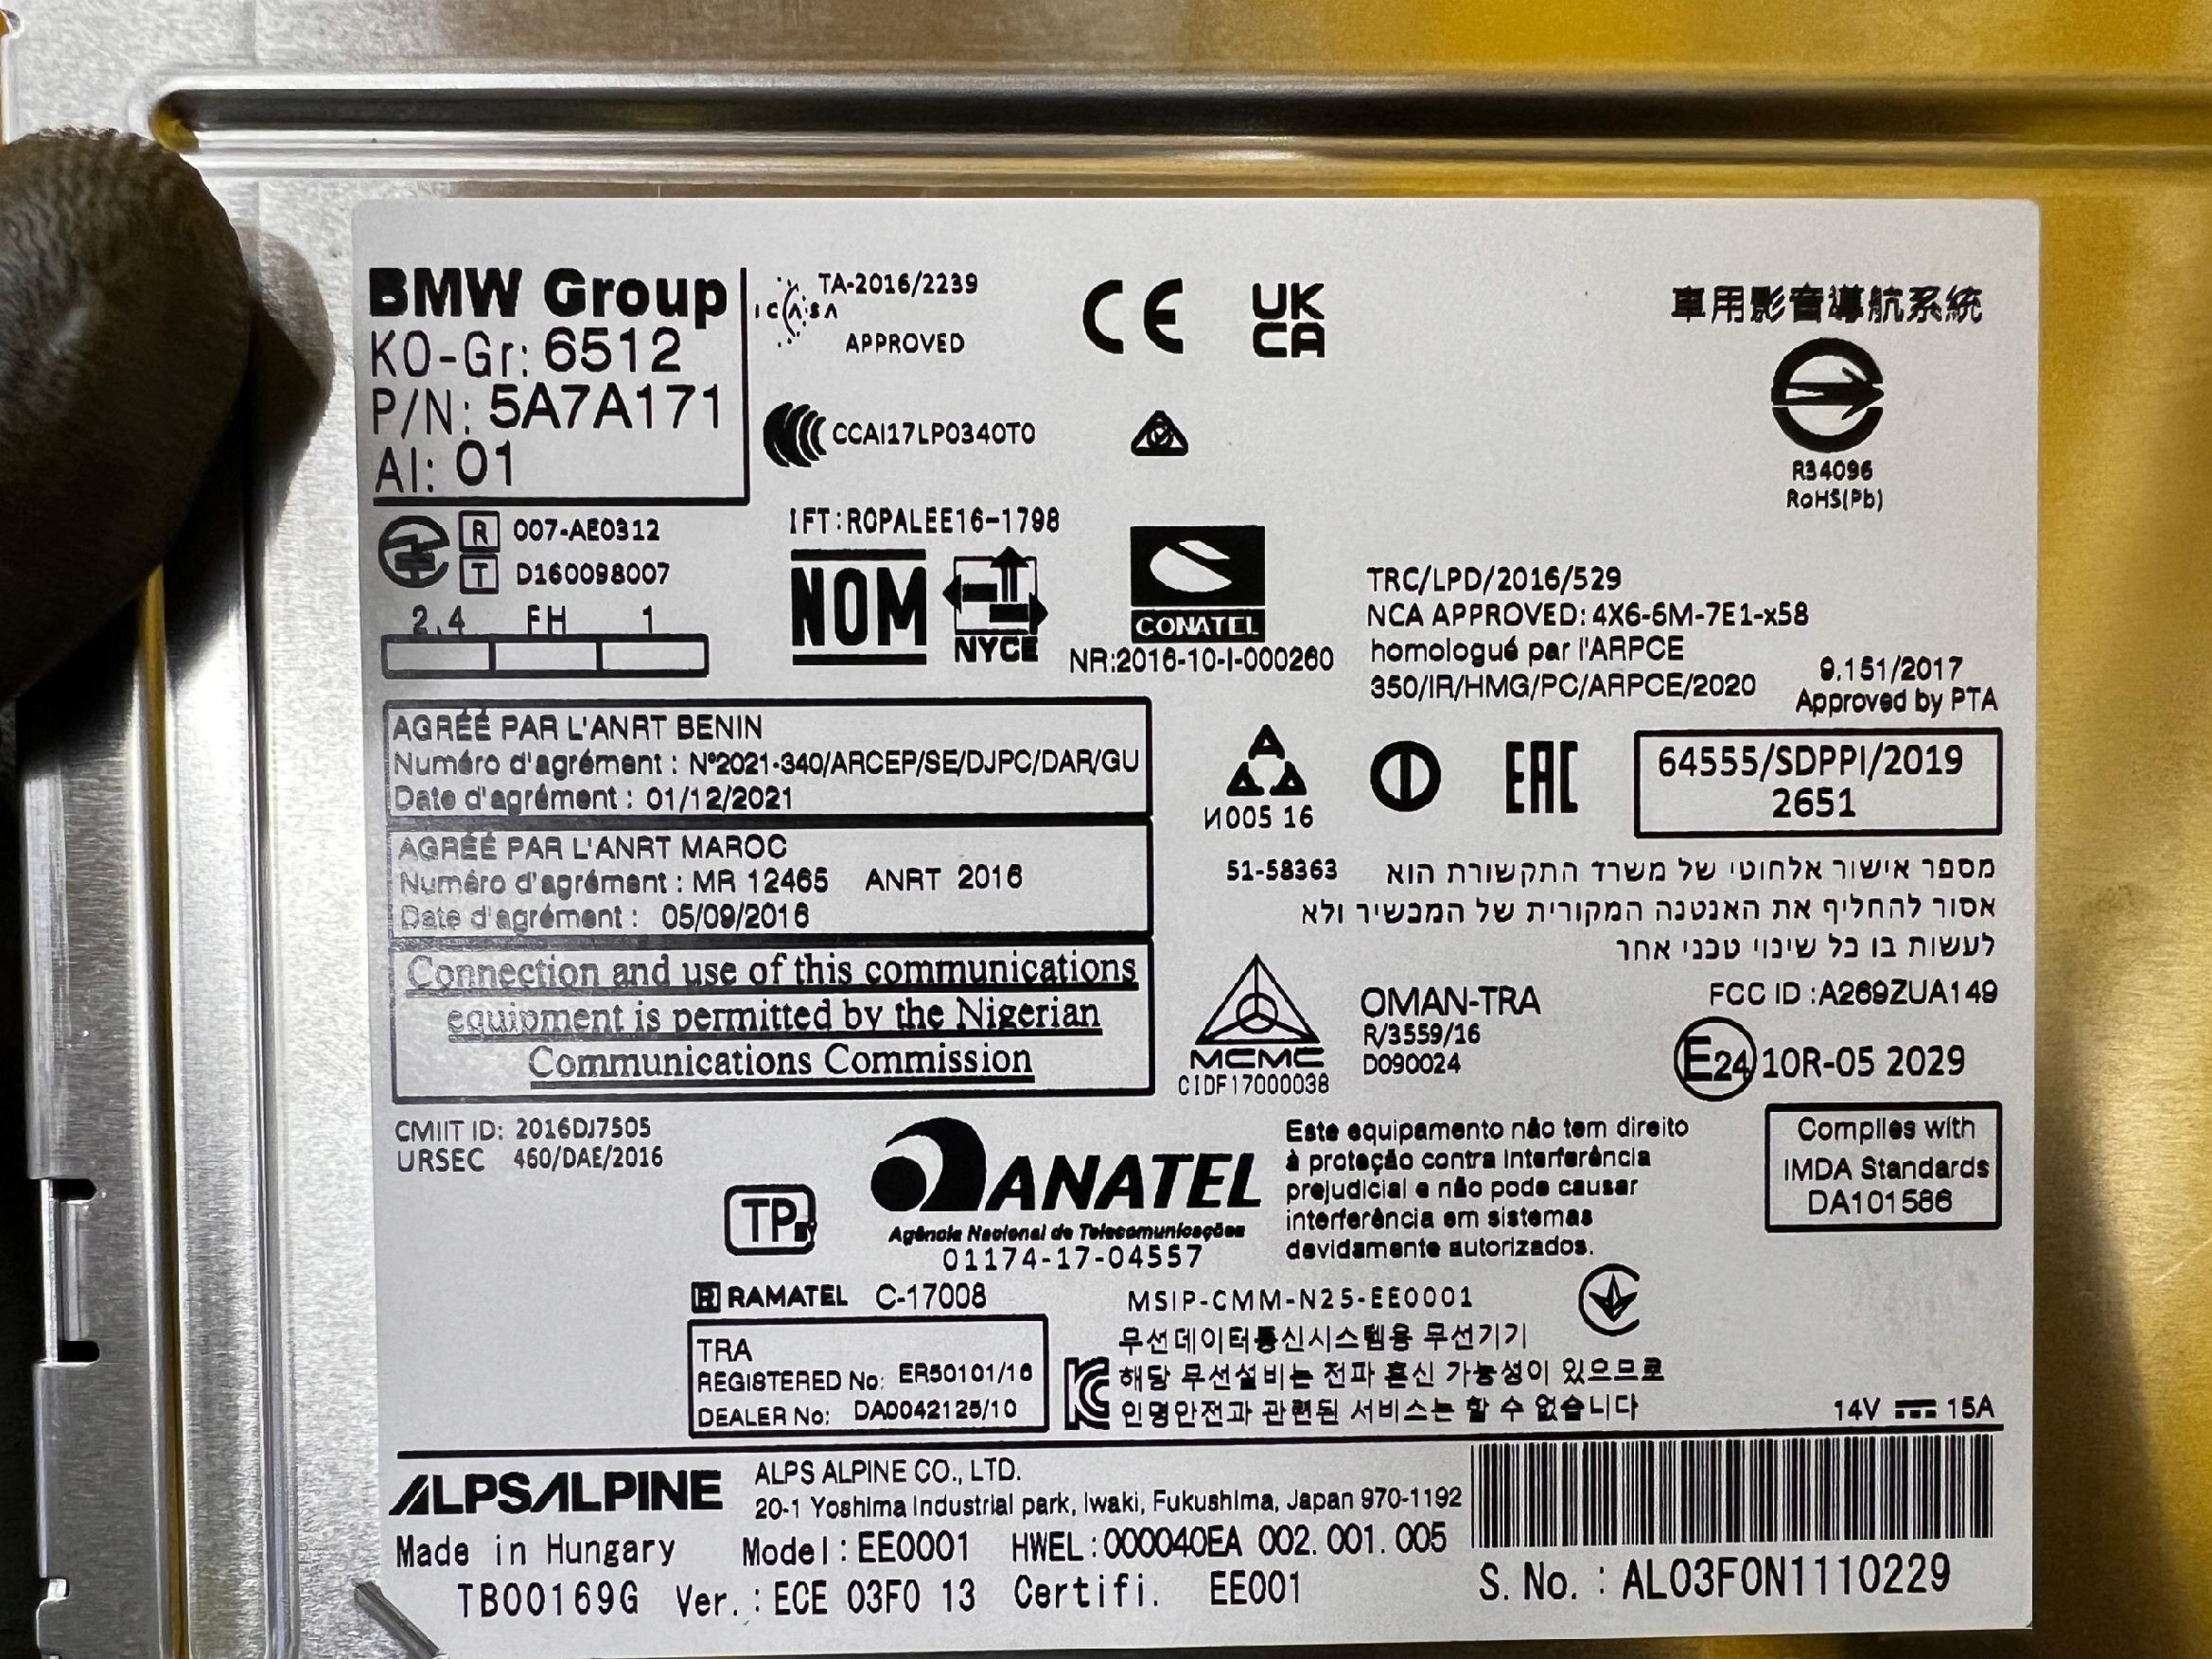 BMW Group
KO-Gr: 6512
P/N: 5A7A171
AI: 01
ICASA
TA-2016/2239
APPROVED
CE
UK
CA
車用影音導航系統
CCAI17LP0340T0
R34096
RoHS(Pb)
R 007-AE0312
T D160098007
2.4 FH 1
IFT:RCPALEE16-1798
NOM
NYCE
CONATEL
NR:2016-10-I-000260
TRC/LPD/2016/529
NCA APPROVED: 4X6-6M-7E1-x58
homologué par l'ARPCE
350/IR/HMG/PC/ARPCE/2020
9.151/2017
Approved by PTA
AGRÉÉ PAR L'ANRT BENIN
Numéro d'agrément : Nº2021-340/ARCEP/SE/DJPC/DAR/GU
Date d'agrément : 01/12/2021
AGRÉÉ PAR L'ANRT MAROC
Numéro d'agrément : MR 12465 ANRT 2016
Date d'agrément : 05/09/2016
Connection and use of this communications
equipment is permitted by the Nigerian
Communications Commission
И005 16
EAC
64555/SDPPI/2019
2651
51-58363 מספר אישור אלחוטי של משרד התקשורת הוא
אסור להחליף את האנטנה המקורית של המכשיר ולא
לעשות בו כל שינוי טכני אחר
MCMC
CIDF17000038
OMAN-TRA
R/3559/16
D090024
FCC ID :A269ZUA149
E24 10R-05 2029
CMIIT ID: 2016DJ7505
URSEC 460/DAE/2016
TP
ANATEL
Agência Nacional de Telecomunicações
01174-17-04557
Este equipamento não tem direito
à proteção contra interferência
prejudicial e não pode causar
interferência em sistemas
devidamente autorizados.
Complies with
IMDA Standards
DA101586
R RAMATEL C-17008
TRA
REGISTERED No: ER50101/16
DEALER No: DA0042125/10
MSIP-CMM-N25-EE0001
무선데이터통신시스템용 무선기기
해당 무선설비는 전파 혼신 가능성이 있으므로
인명안전과 관련된 서비스는 할 수 없습니다
14V 15A
ALPSALPINE
ALPS ALPINE CO., LTD.
20-1 Yoshima Industrial park, Iwaki, Fukushima, Japan 970-1192
Made in Hungary Model:EE0001 HWEL:000040EA 002.001.005
TB00169G Ver.:ECE 03F0 13 Certifi. EE001
S.No.:AL03F0N1110229